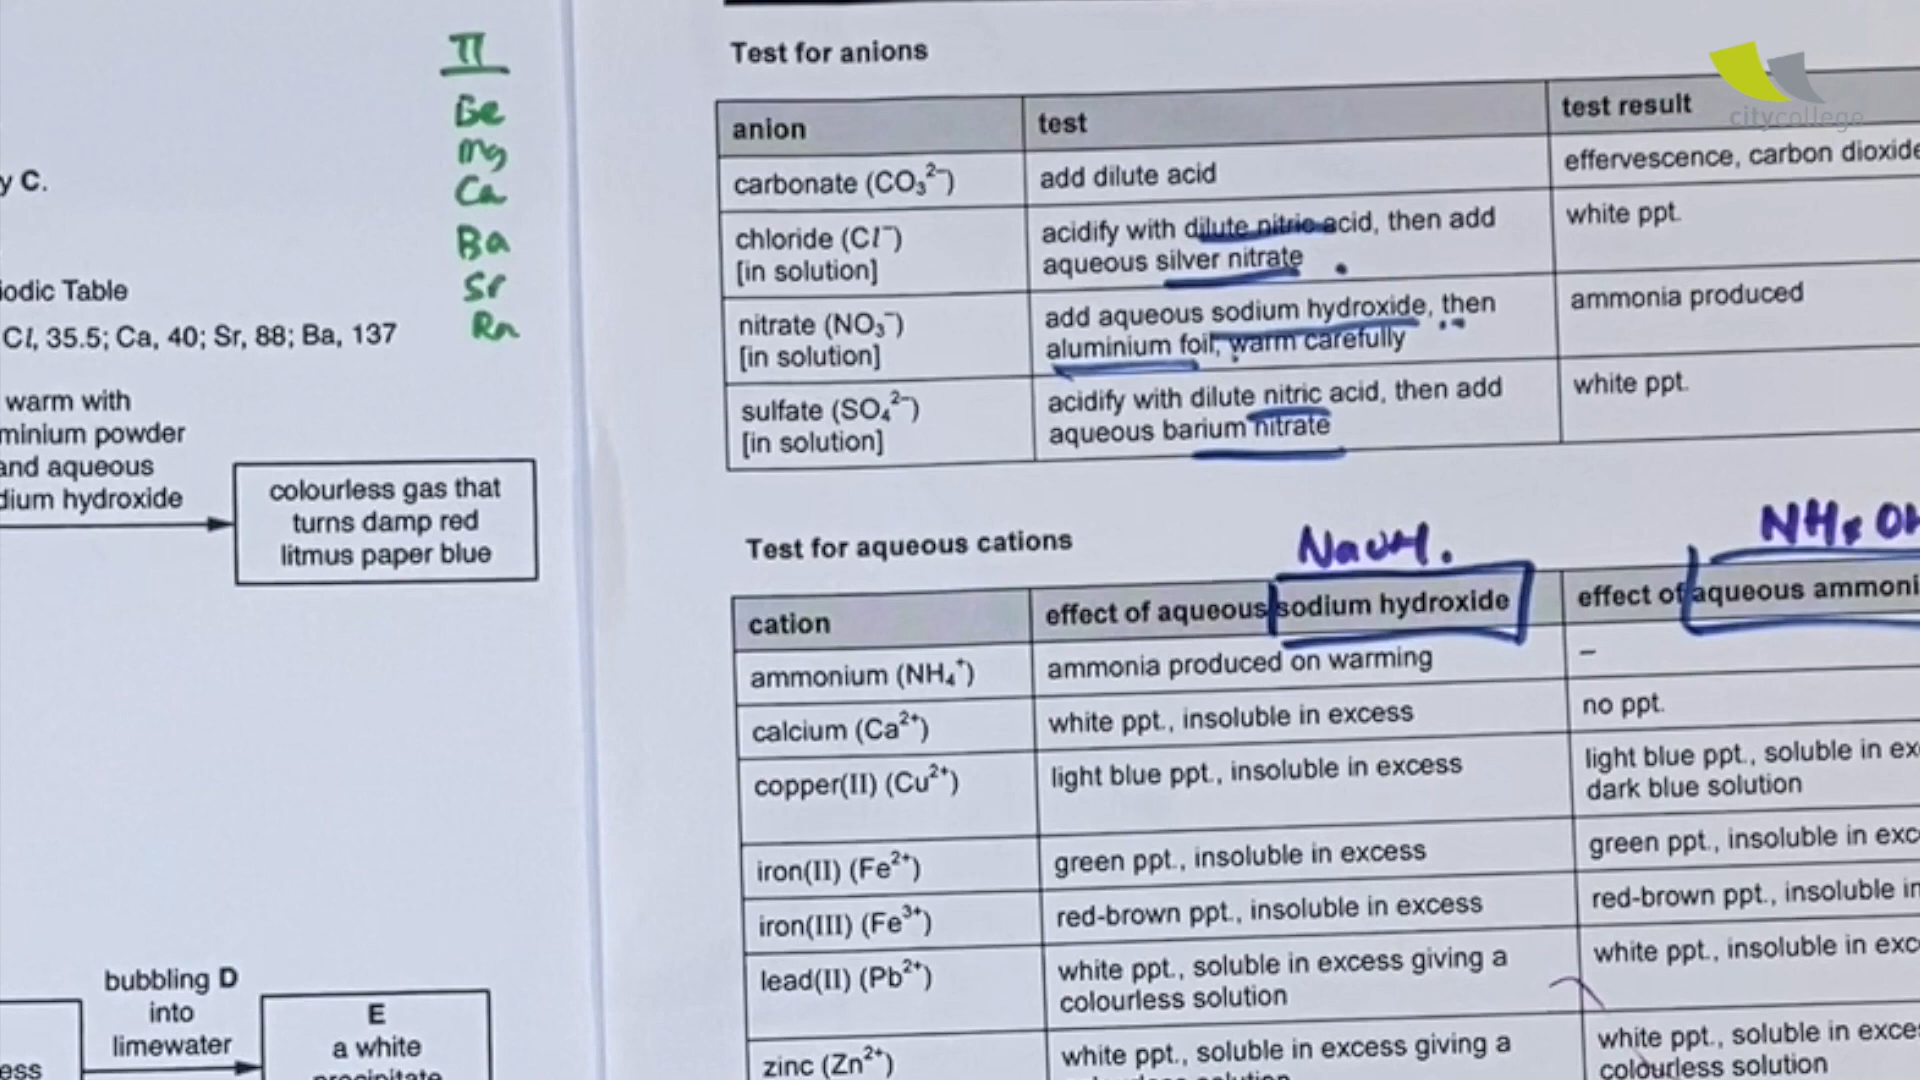 II
Be
Mg
Ca
Ba
Sr
Ra
y C.
iodic Table
Cl, 35.5; Ca, 40; Sr, 88; Ba, 137
warm with
minium powder
and aqueous
dium hydroxide
colourless gas that
turns damp red
litmus paper blue
bubbling D
into
limewater
ess
E
a white
precipitate
citycollege
Test for anions
anion test test result
carbonate (CO₃²⁻) add dilute acid effervescence, carbon dioxide
chloride (Cl⁻) acidify with dilute nitric acid, then add white ppt.
[in solution] aqueous silver nitrate
nitrate (NO₃⁻) add aqueous sodium hydroxide, then ammonia produced
[in solution] aluminium foil; warm carefully
sulfate (SO₄²⁻) acidify with dilute nitric acid, then add white ppt.
[in solution] aqueous barium nitrate
NaOH. NH₄OH
Test for aqueous cations
cation effect of aqueous sodium hydroxide effect of aqueous ammoni
ammonium (NH₄⁺) ammonia produced on warming –
calcium (Ca²⁺) white ppt., insoluble in excess no ppt.
copper(II) (Cu²⁺) light blue ppt., insoluble in excess light blue ppt., soluble in ex
dark blue solution
iron(II) (Fe²⁺) green ppt., insoluble in excess green ppt., insoluble in exc
iron(III) (Fe³⁺) red-brown ppt., insoluble in excess red-brown ppt., insoluble in
lead(II) (Pb²⁺) white ppt., soluble in excess giving a white ppt., insoluble in exc
colourless solution
zinc (Zn²⁺) white ppt., soluble in excess giving a white ppt., soluble in exce
colourless solution colourless solution